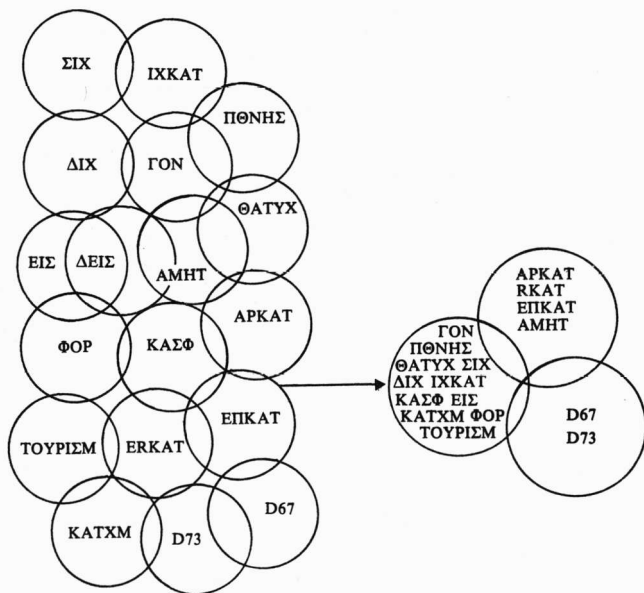 ΣΙΧ
ΙΧΚΑΤ
ΠΘΝΗΣ
ΔΙΧ
ΓΟΝ
ΘΑΤΥΧ
ΕΙΣ
ΔΕΙΣ
ΑΜΗΤ
ΑΡΚΑΤ
ΦΟΡ
ΚΑΣΦ
ΕΠΚΑΤ
ΤΟΥΡΙΣΜ
ERKAT
D67
ΚΑΤΧΜ
D73
ΑΡΚΑΤ
RKAT
ΕΠΚΑΤ
ΑΜΗΤ
ΓΟΝ
ΠΘΝΗΣ
ΘΑΤΥΧ ΣΙΧ
ΔΙΧ ΙΧΚΑΤ
ΚΑΣΦ ΕΙΣ
ΚΑΤΧΜ ΦΟΡ
ΤΟΥΡΙΣΜ
D67
D73